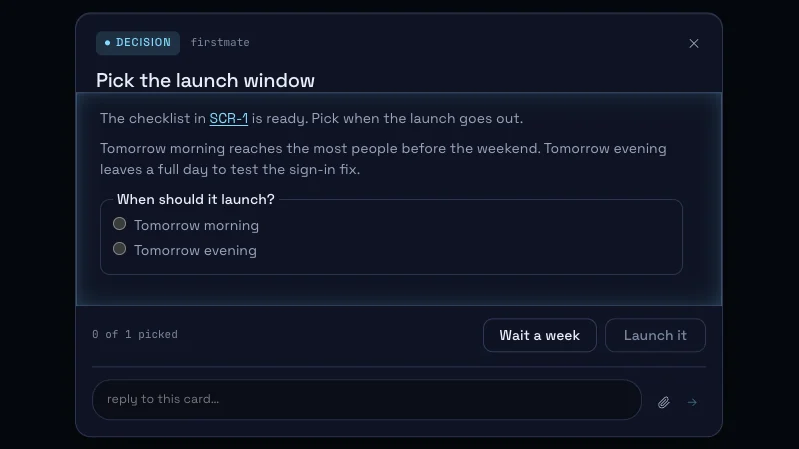 DECISION firstmate
Pick the launch window
The checklist in SCR-1 is ready. Pick when the launch goes out.
Tomorrow morning reaches the most people before the weekend. Tomorrow evening
leaves a full day to test the sign-in fix.
When should it launch?
Tomorrow morning
Tomorrow evening
0 of 1 picked
Wait a week
Launch it
reply to this card...